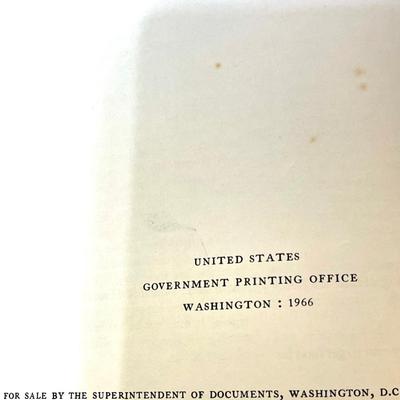 UNITED STATES
GOVERNMENT PRINTING OFFICE
WASHINGTON : 1966
FOR SALE BY THE SUPERINTENDENT OF DOCUMENTS, WASHINGTON, D.C